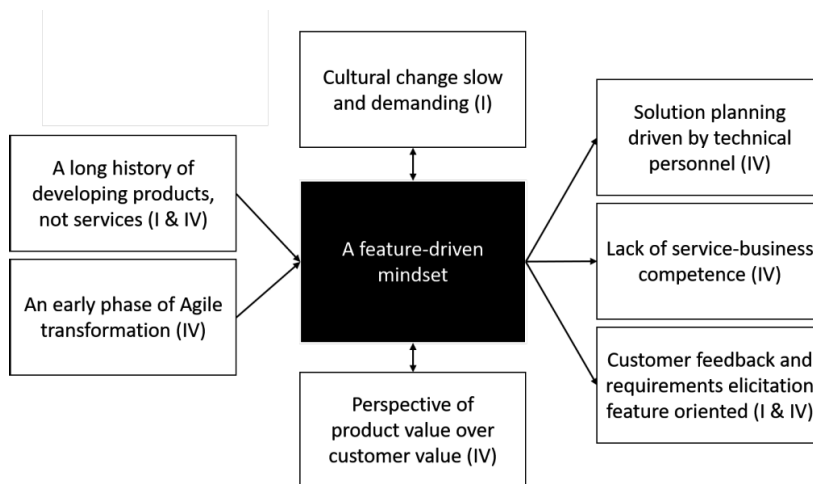 Cultural change slow
and demanding (I)
Solution planning
driven by technical
personnel (IV)
A long history of
developing products,
not services (I & IV)
A feature-driven
mindset
Lack of service-business
competence (IV)
An early phase of Agile
transformation (IV)
Customer feedback and
requirements elicitation
feature oriented (I & IV)
Perspective of
product value over
customer value (IV)